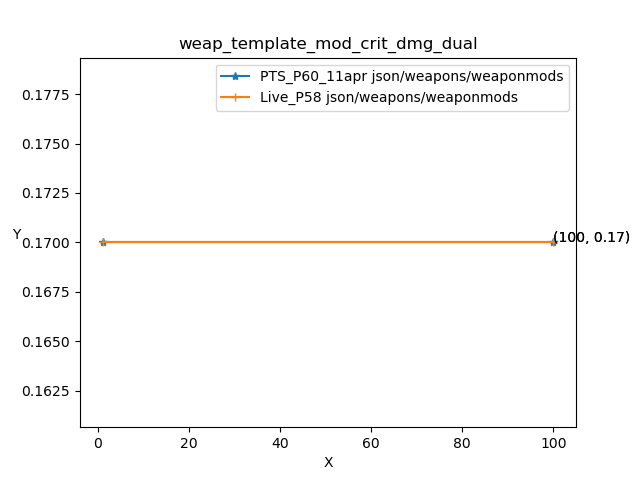 weap_template_mod_crit_dmg_dual
PTS_P60_11apr json/weapons/weaponmods
Live_P58 json/weapons/weaponmods
0.1775
0.1750
0.1725
0.1700
0.1675
0.1650
0.1625
Y
(100, 0.17)
0
20
40
60
80
100
X